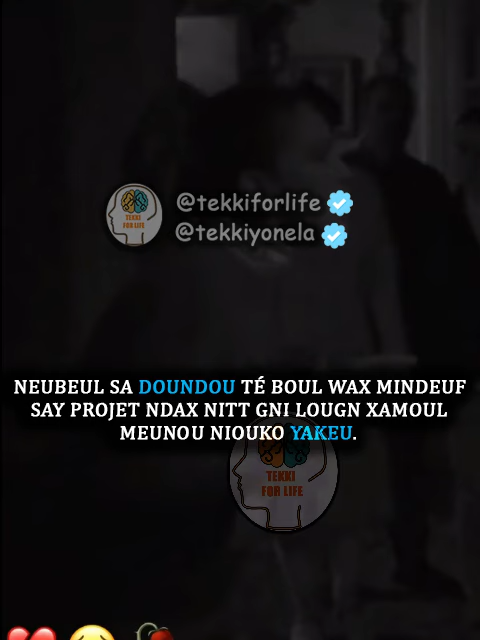 @tekkiforlife
@tekkiyonela
TEKKI
FOR LIFE
NEUBEUL SA DOUNDOU TÉ BOUL WAX MINDEUF
SAY PROJET NDAX NITT GNI LOUGN XAMOUL
MEUNOU NIOUKO YAKEU.
TEKKI
FOR LIFE